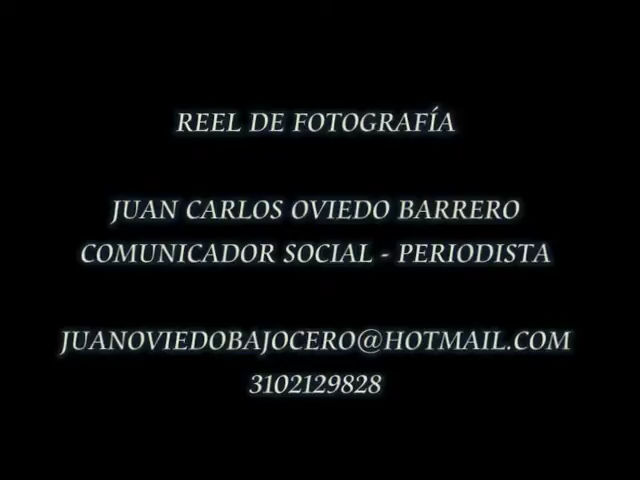 REEL DE FOTOGRAFÍA
JUAN CARLOS OVIEDO BARRERO
COMUNICADOR SOCIAL - PERIODISTA
JUANOVIEDOBAJOCERO@HOTMAIL.COM
3102129828